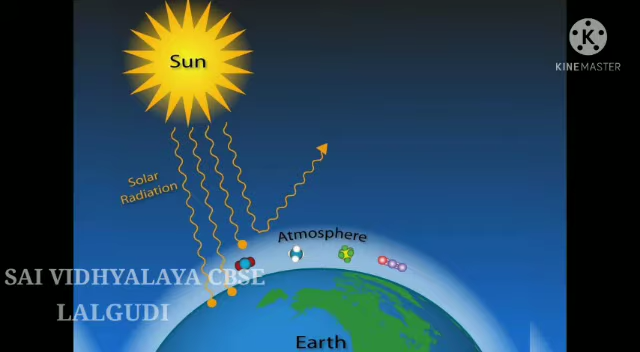 Sun
K
KINEMASTER
Solar
Radiation
Atmosphere
SAI VIDHYALAYA CBSE
LALGUDI
Earth